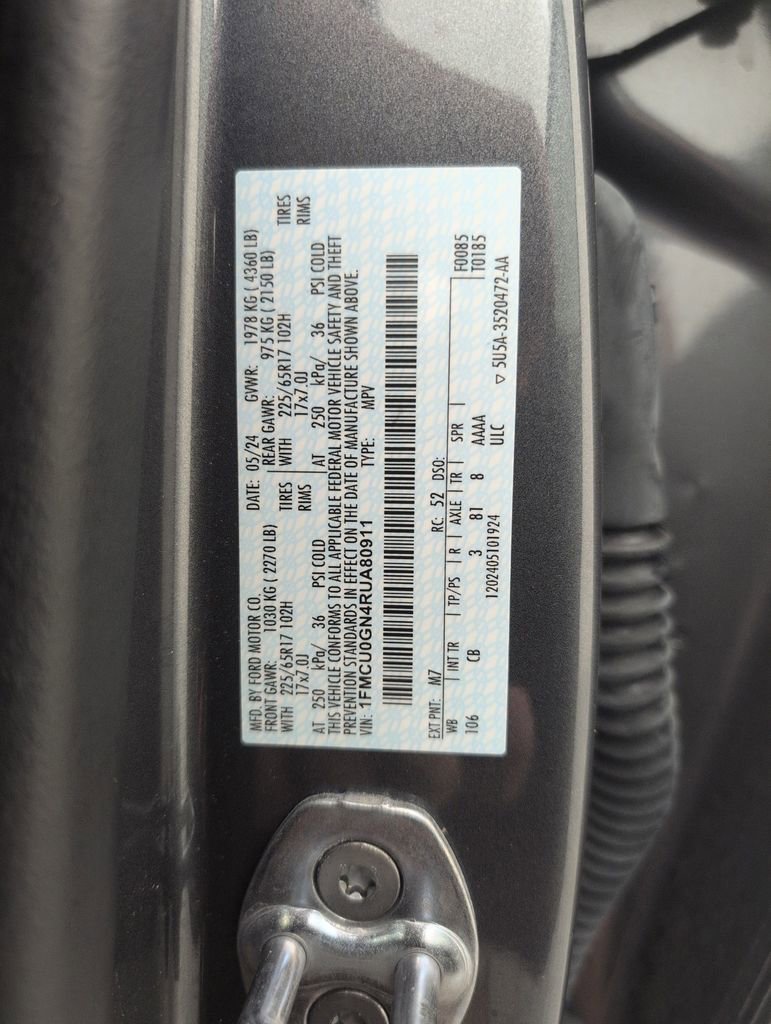 MFD. BY FORD MOTOR CO. DATE: 05/24 GVWR: 1978 KG ( 4360 LB)
FRONT GAWR: 1030 KG ( 2270 LB) REAR GAWR: 975 KG ( 2150 LB)
WITH 225/65R17 102H TIRES WITH 225/65R17 102H TIRES
17x7.0J RIMS 17x7.0J RIMS
AT 250 kPa/ 36 PSI COLD AT 250 kPa/ 36 PSI COLD
THIS VEHICLE CONFORMS TO ALL APPLICABLE FEDERAL MOTOR VEHICLE SAFETY AND THEFT
PREVENTION STANDARDS IN EFFECT ON THE DATE OF MANUFACTURE SHOWN ABOVE.
VIN: 1FMCU0GN4RUA80911 TYPE: MPV
EXT PNT: M7 RC: 52 DSO: F0085
WB INT TR TP/PS R AXLE TR SPR T0185
106 CB 3 81 8 AAAA
120240510192​4 ULC ▽ 5U5A-3520472-AA